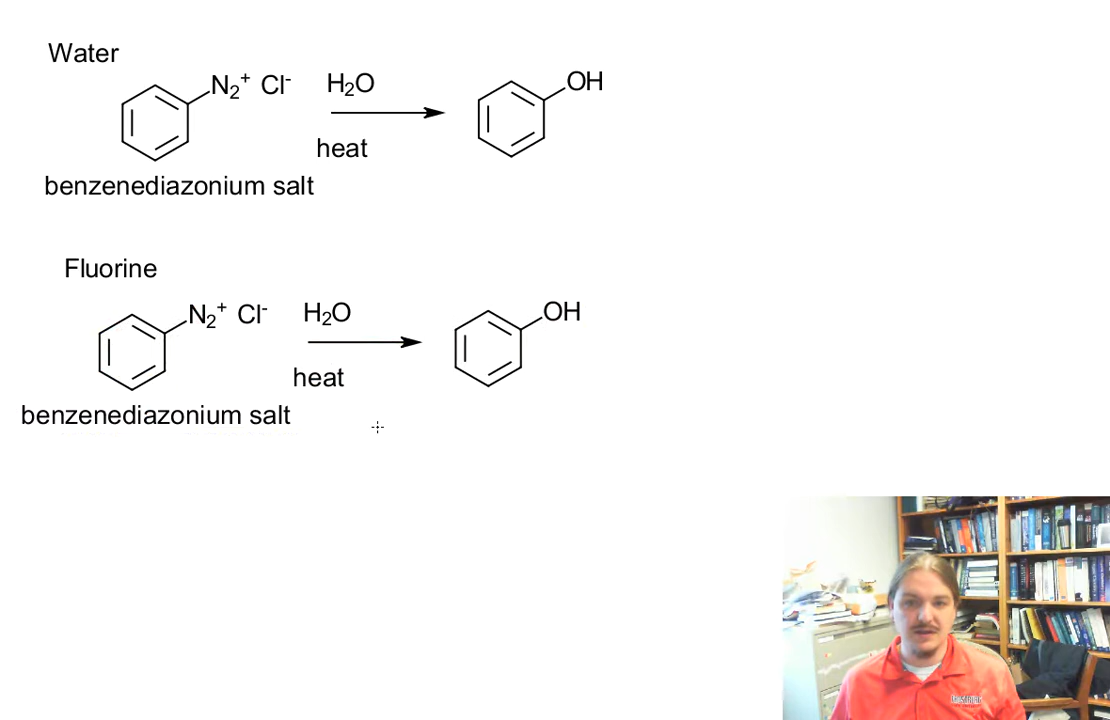 Water
N₂⁺ Cl⁻ H₂O OH
heat
benzenediazonium salt
Fluorine
N₂⁺ Cl⁻ H₂O OH
heat
benzenediazonium salt